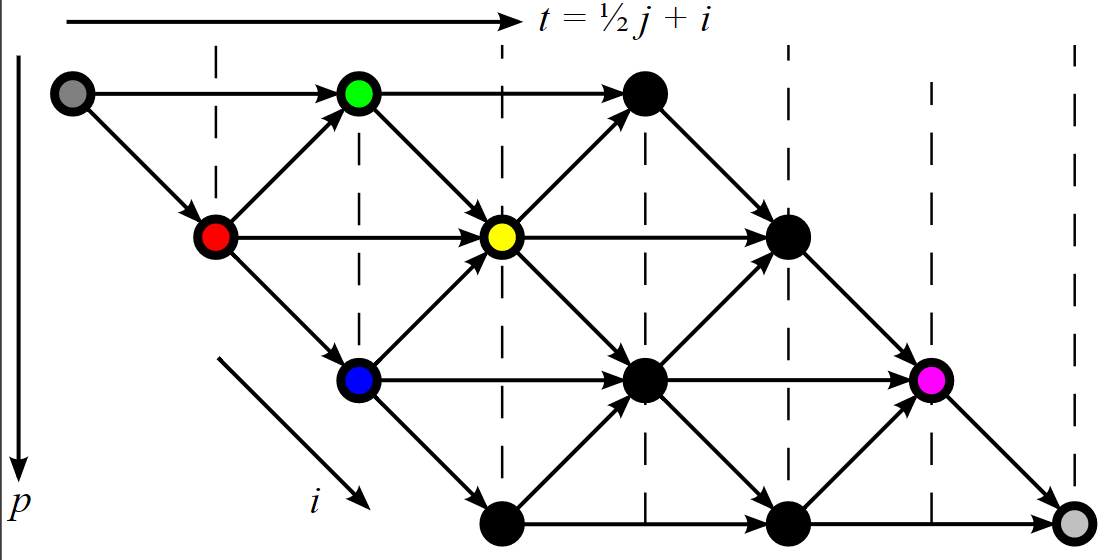 t = ½ j + i
i
p